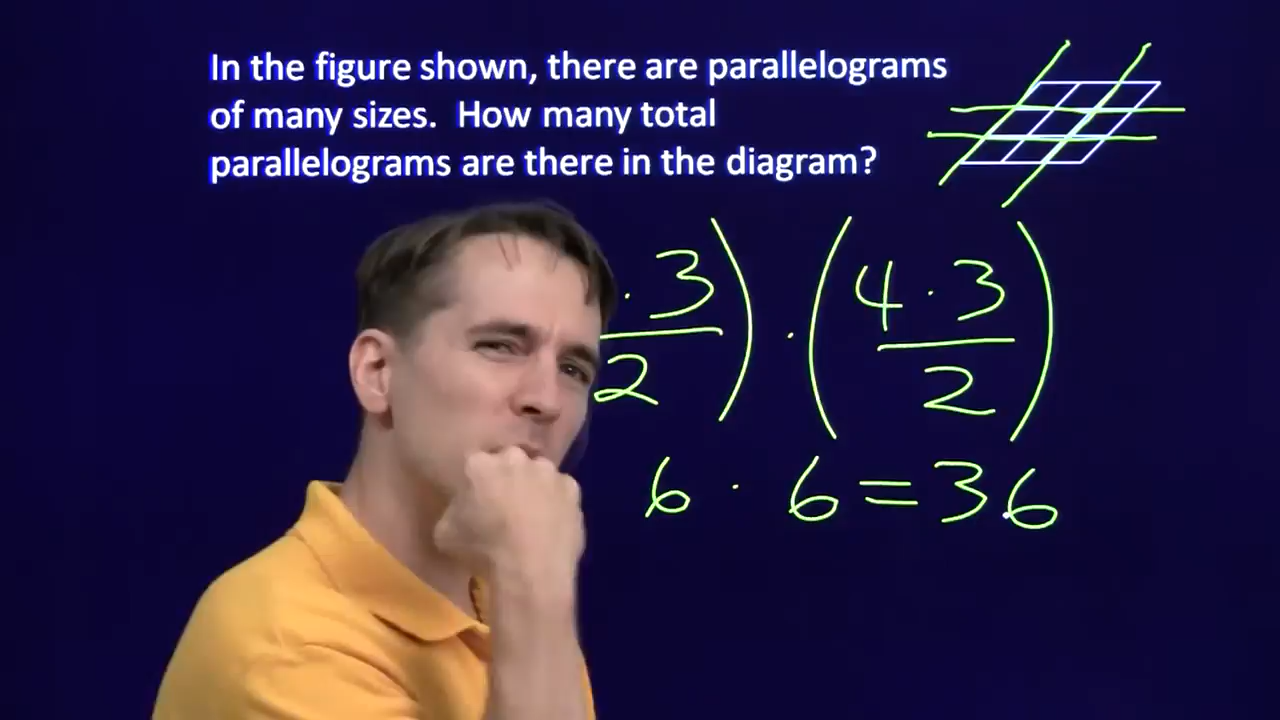 In the figure shown, there are parallelograms
of many sizes. How many total
parallelograms are there in the diagram?
· 3
2
) · (
4 · 3
2
)
6 · 6 = 36